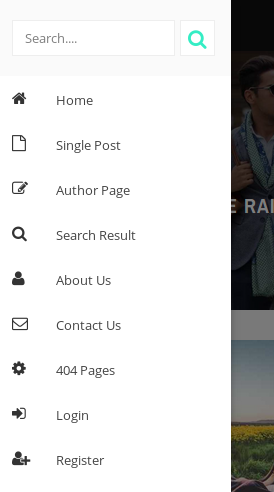 Search....
Home
Single Post
Author Page
E RA
Search Result
About Us
Contact Us
404 Pages
Login
Register